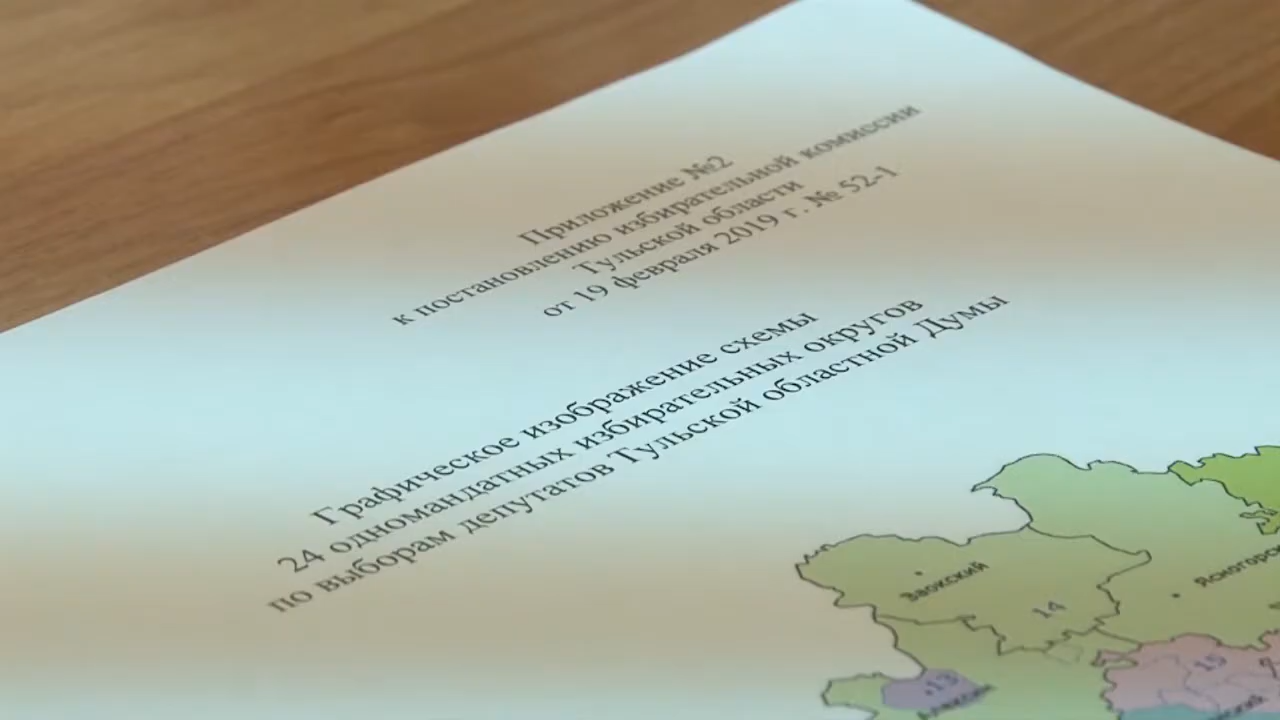 Приложение №2
к постановлению избирательной комиссии
Тульской области
от 19 февраля 2019 г. № 52-1
Графическое изображение схемы
24 одномандатных избирательных округов
по выборам депутатов Тульской областной Думы
Заокский
14
15
13